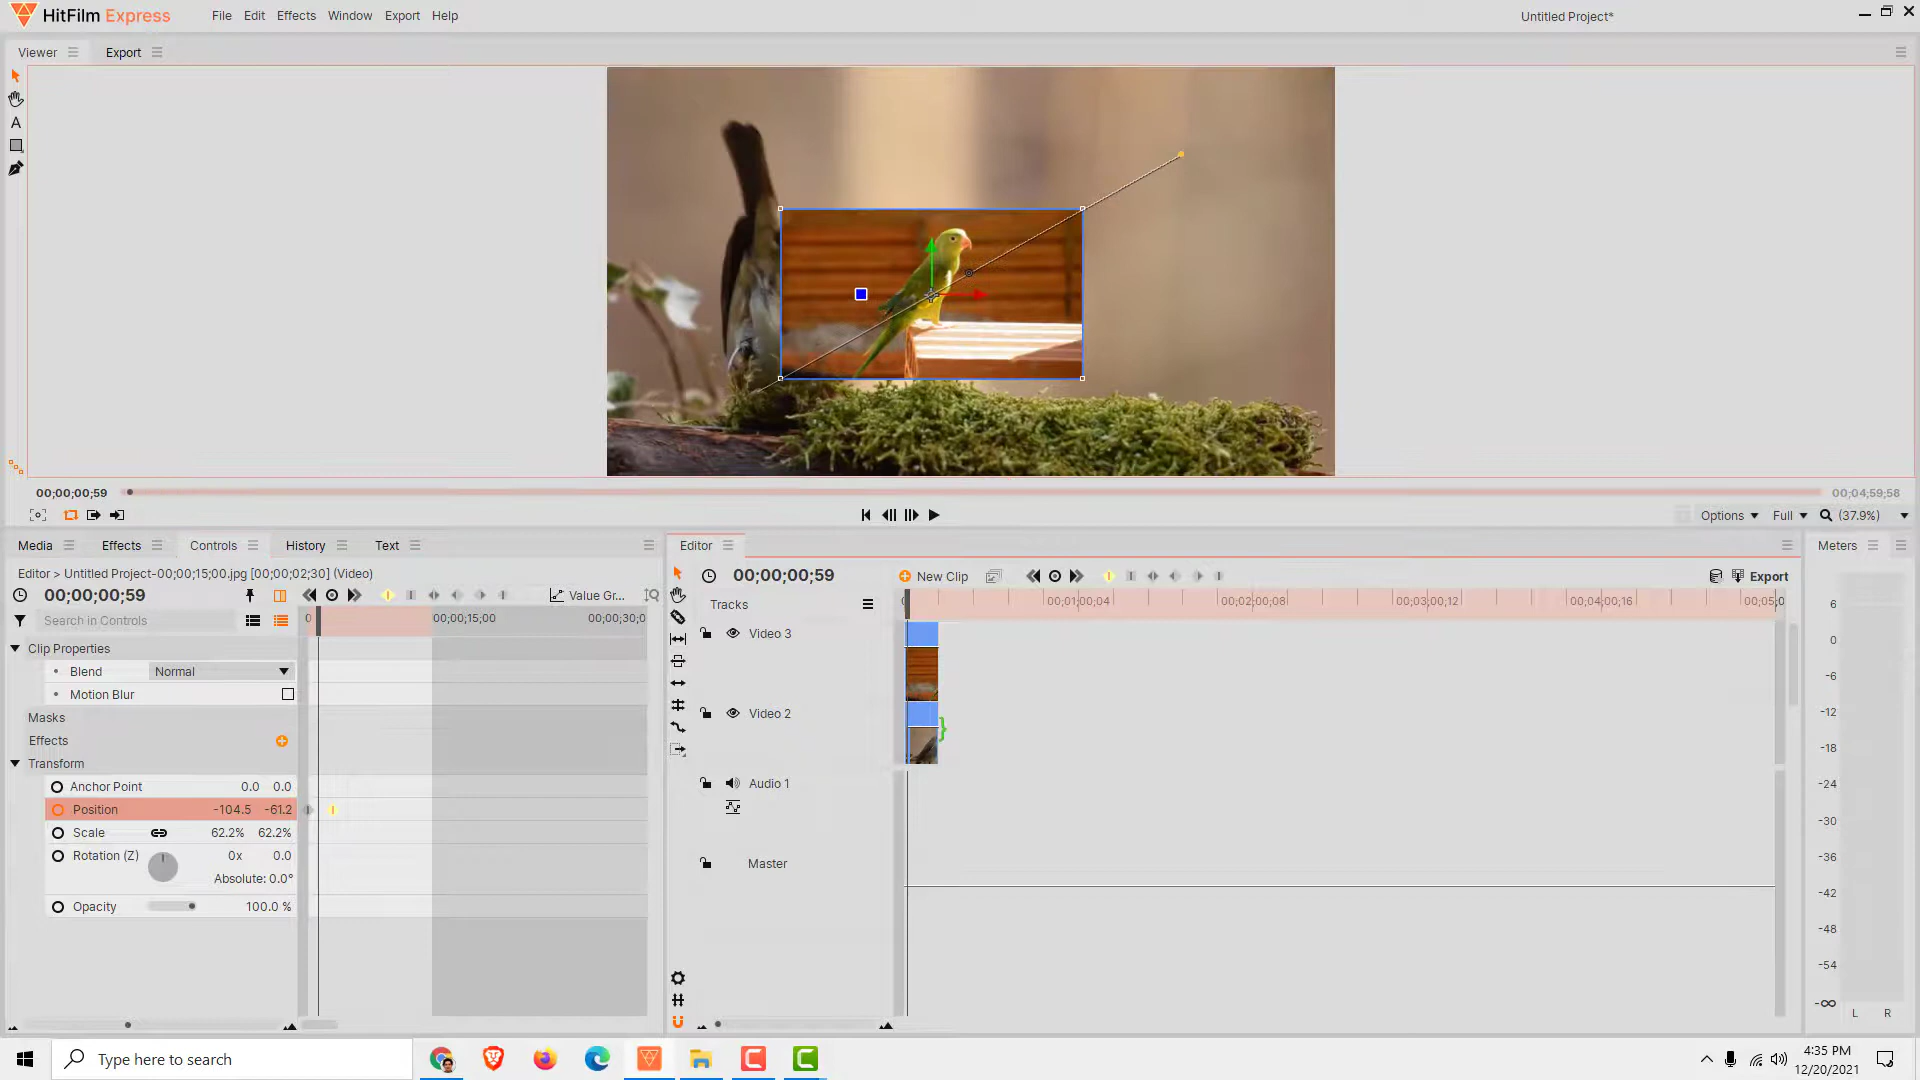 HitFilm Express
File Edit Effects Window Export Help
Untitled Project*
Viewer
Export
A
00;00;00;59
00;04;59;58
Options
Full
(37.9%)
Media
Effects
Controls
History
Text
Editor > Untitled Project-00;00;15;00.jpg [00;00;02;30] (Video)
00;00;00;59
Value Gr...
Search in Controls
0
00;00;15;00
00;00;30;0
Clip Properties
Blend
Normal
Motion Blur
Masks
Effects
Transform
Anchor Point 0.0 0.0
Position -104.5 -61.2
Scale 62.2% 62.2%
Rotation (Z) 0x 0.0
Absolute: 0.0°
Opacity 100.0 %
Editor
00;00;00;59
New Clip
Export
Tracks
00;01;00;04
00;02;00;08
00;03;00;12
00;04;00;16
00;05;0
Video 3
Video 2
Audio 1
Master
Meters
6
0
-6
-12
-18
-24
-30
-36
-42
-48
-54
-∞
L R
Type here to search
4:35 PM
12/20/2021